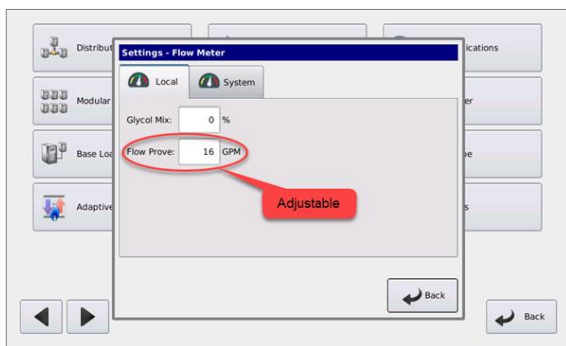 Distribut
ications
Settings - Flow Meter
Local
System
Modular
er
Glycol Mix: 0 %
Base Loa
Flow Prove: 16 GPM
Adjustable
Adaptive
s
Back
Back